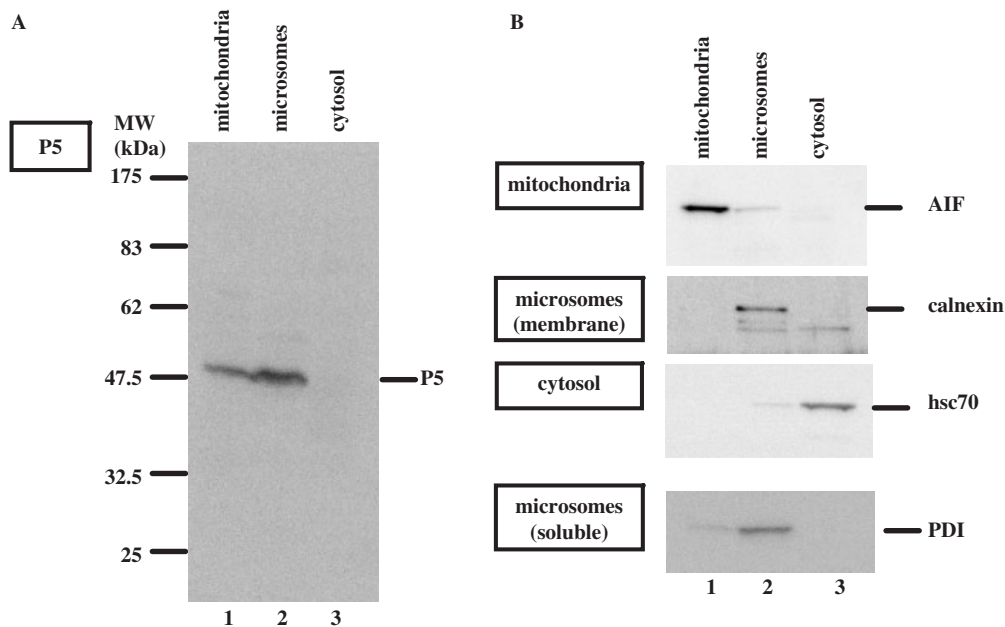 A
mitochondria
microsomes
cytosol
P5
MW
(kDa)
175
83
62
47.5
32.5
25
P5
1 2 3
B
mitochondria
microsomes
cytosol
mitochondria
AIF
microsomes
(membrane)
calnexin
cytosol
hsc70
microsomes
(soluble)
PDI
1 2 3